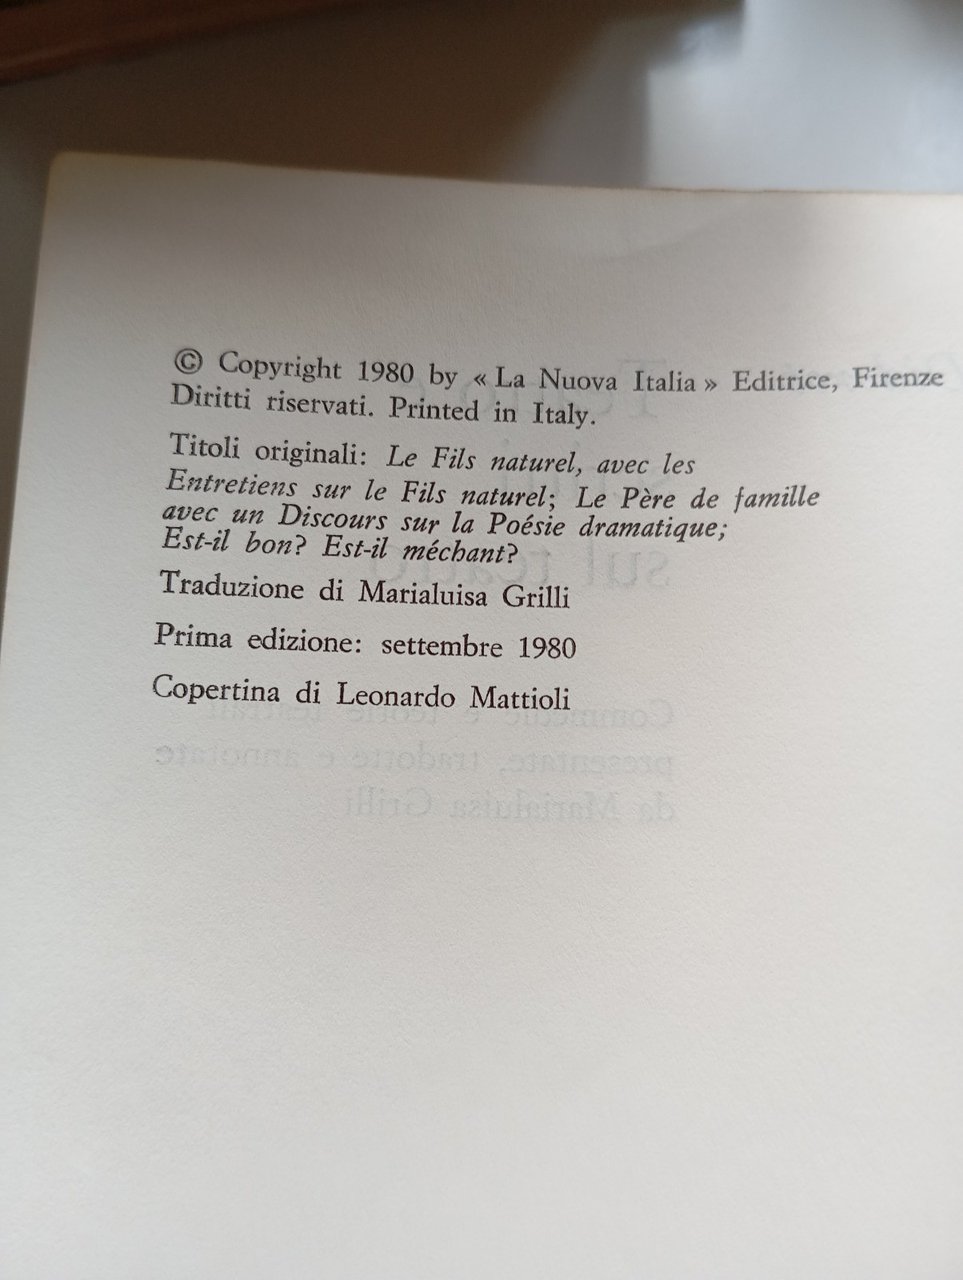 © Copyright 1980 by « La Nuova Italia » Editrice, Firenze
Diritti riservati. Printed in Italy.
Titoli originali: Le Fils naturel, avec les
Entretiens sur le Fils naturel; Le Père de famille
avec un Discours sur la Poésie dramatique;
Est-il bon? Est-il méchant?
Traduzione di Marialuisa Grilli
Prima edizione: settembre 1980
Copertina di Leonardo Mattioli